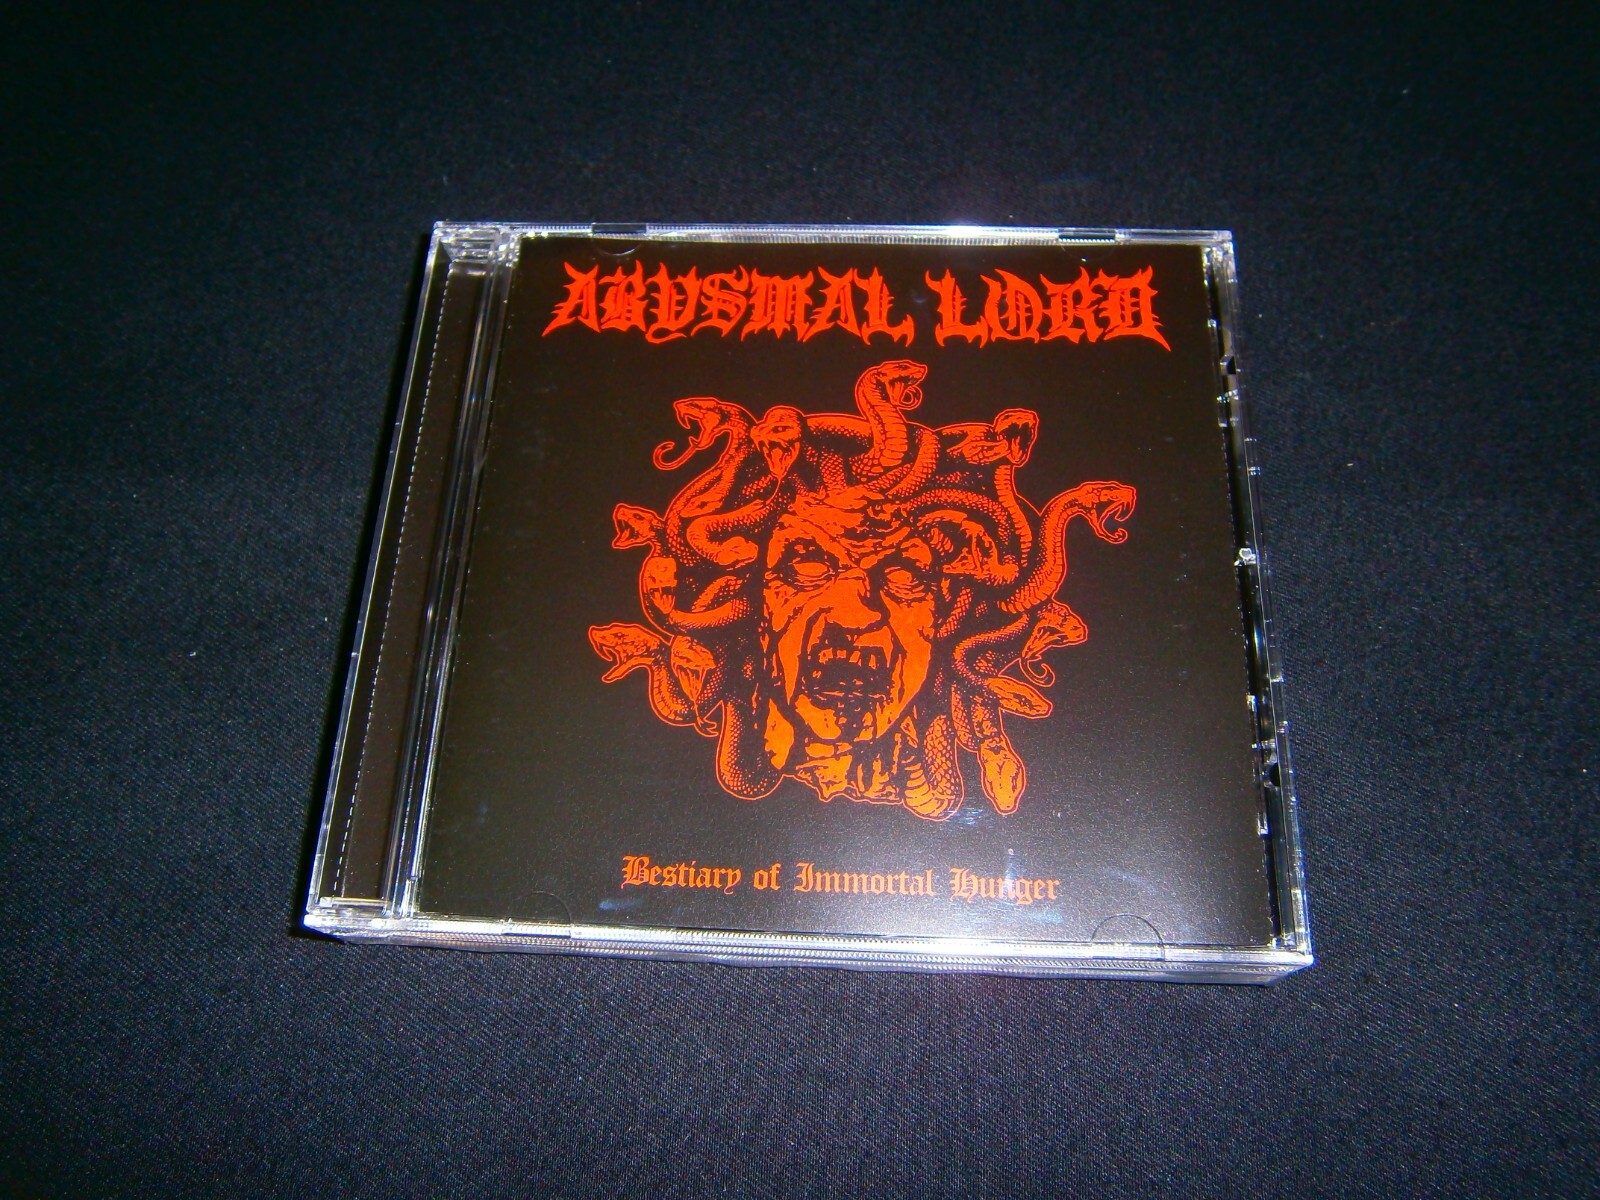 ABYSMAL LORD
Bestiary of Immortal Hunger